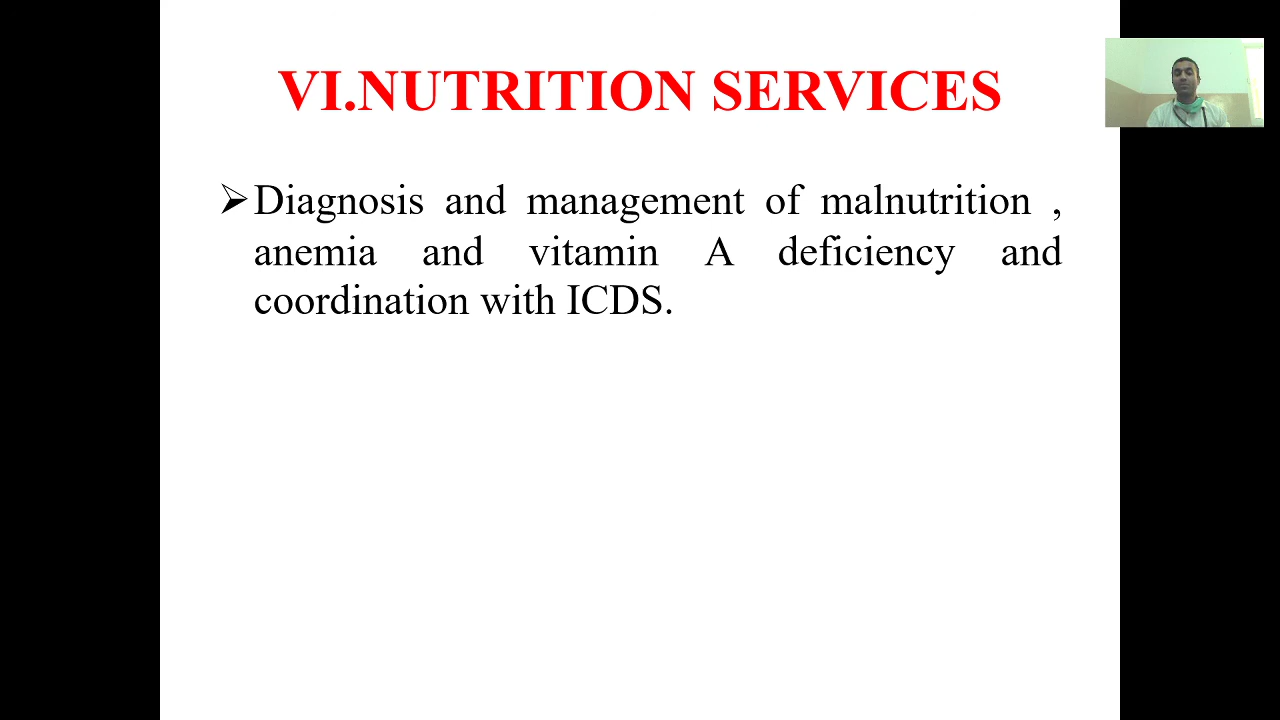 VI.NUTRITION SERVICES
Diagnosis and management of malnutrition ,
anemia and vitamin A deficiency and
coordination with ICDS.